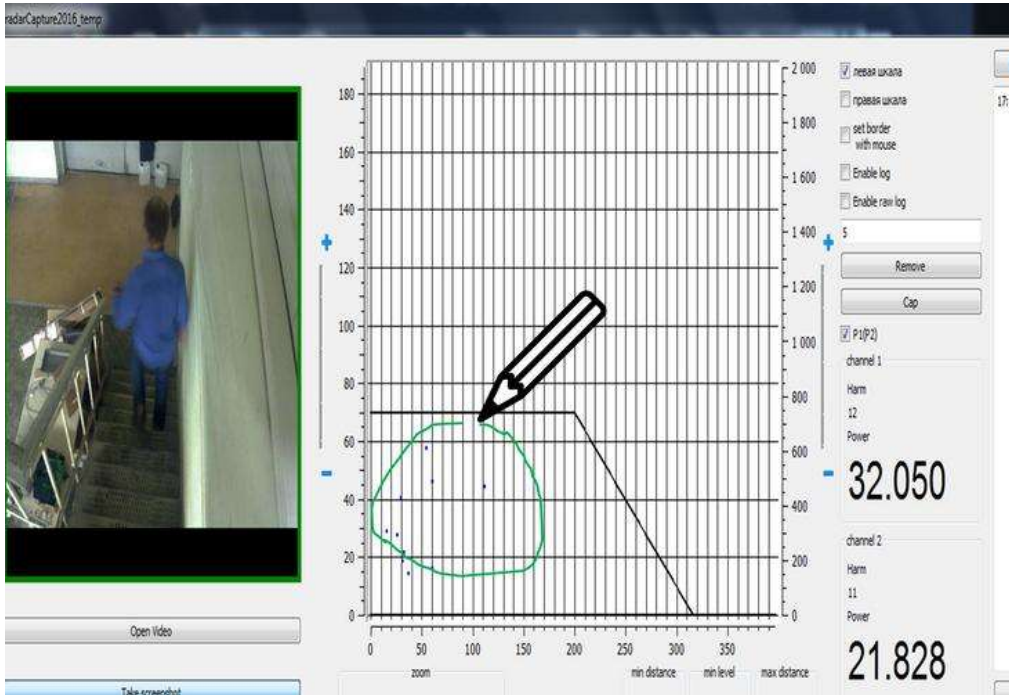 radarCapture2016_temp
180
160
140
120
100
80
60
40
20
0
0
50
100
150
200
250
300
350
2 000
1 800
1 600
1 400
1 200
1 000
800
600
400
200
0
zoom
min distance
min level
max distance
Open Video
Take screenshot
левая шкала
правая шкала
set border
with mouse
Enable log
Enable raw log
5
Remove
Cap
P1(P2)
channel 1
Harm
12
Power
32.050
channel 2
Harm
11
Power
21.828
17: